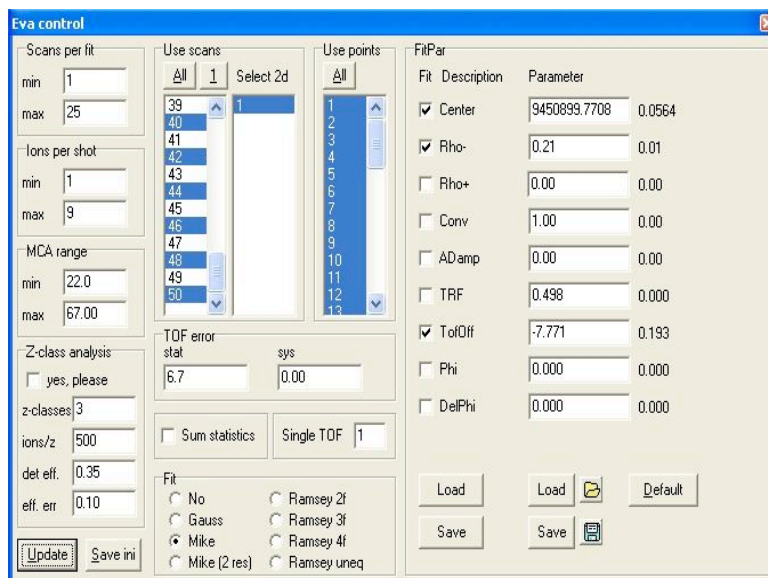 Eva control
Scans per fit
min 1
max 25
Ions per shot
min 1
max 9
MCA range
min 22.0
max 67.00
Z-class analysis
yes, please
z-classes 3
ions/z 500
det eff. 0.35
eff. err 0.10
Update Save ini
Use scans
All 1 Select 2d
39 1
40
41
42
43
44
45
46
47
48
49
50
Use points
All
1
2
3
4
5
6
7
8
9
10
11
12
13
TOF error
stat sys
6.7 0.00
Sum statistics Single TOF 1
Fit
No Ramsey 2f
Gauss Ramsey 3f
Mike Ramsey 4f
Mike (2 res) Ramsey uneq
FitPar
Fit Description Parameter
Center 9450899.7708 0.0564
Rho- 0.21 0.01
Rho+ 0.00 0.00
Conv 1.00 0.00
ADamp 0.00 0.00
TRF 0.498 0.000
TofOff -7.771 0.193
Phi 0.000 0.000
DelPhi 0.000 0.000
Load Load Default
Save Save